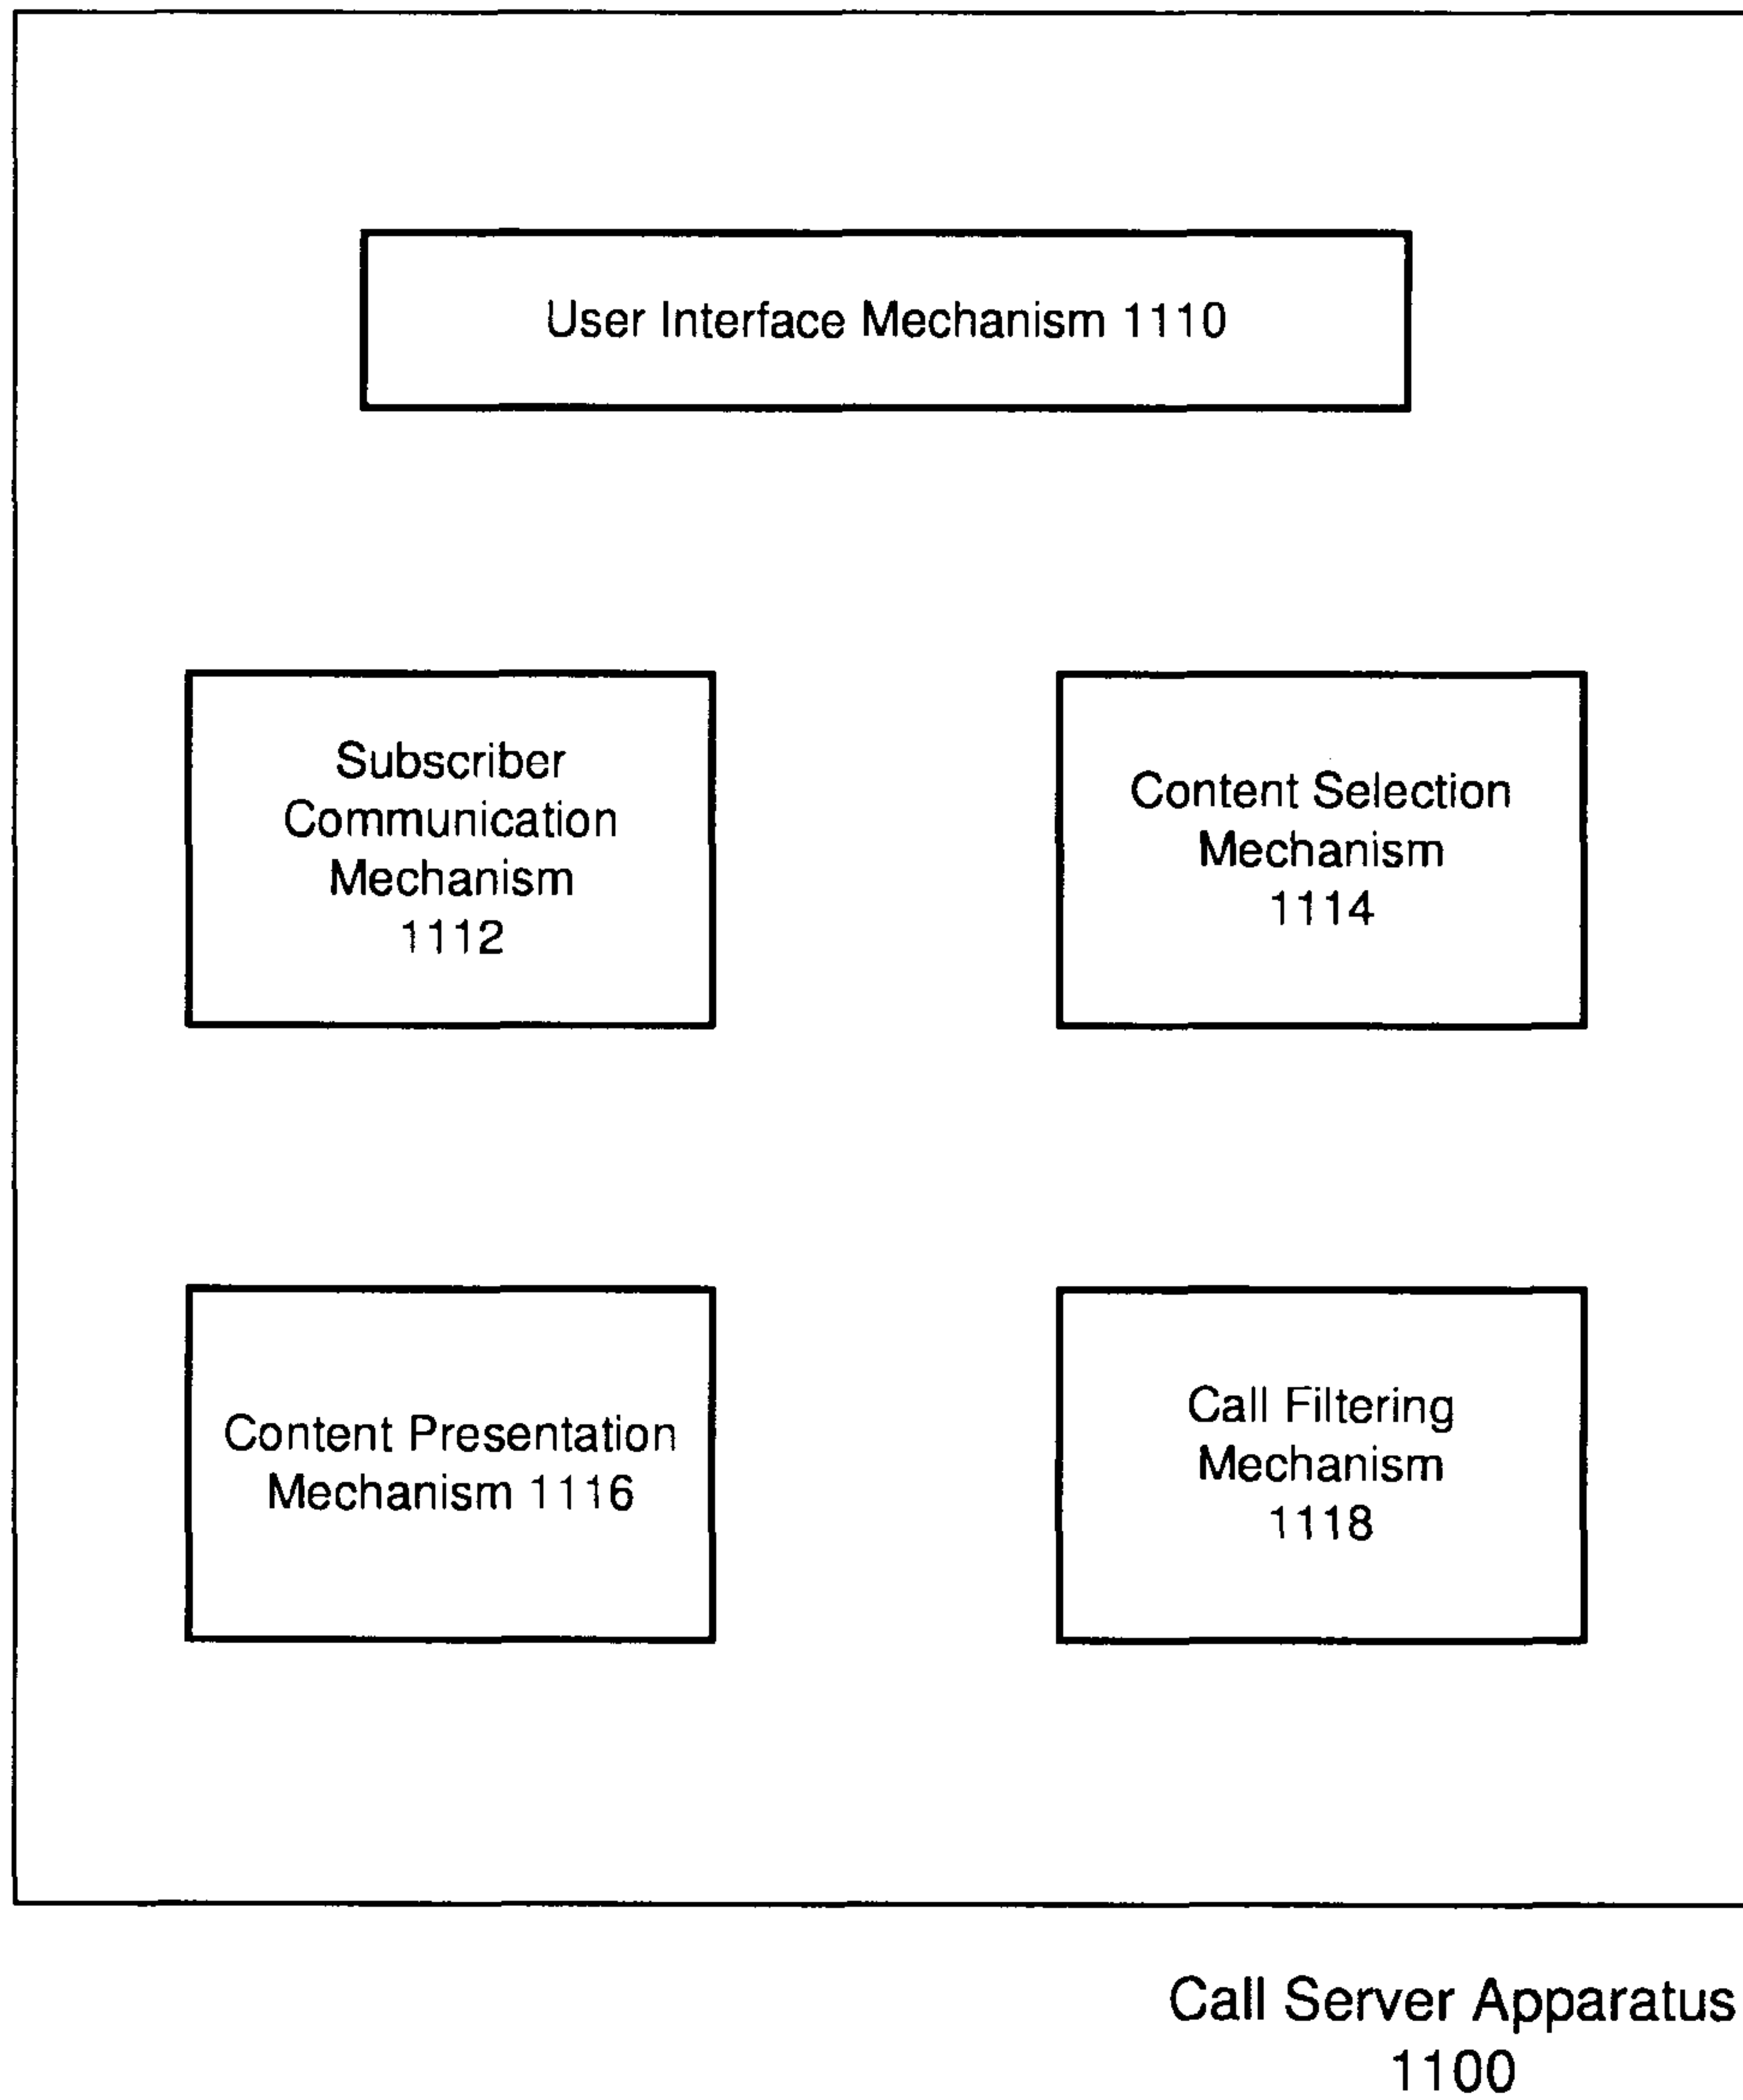 User Interface Mechanism 1110
Subscriber
Communication
Mechanism
1112
Content Selection
Mechanism
1114
Content Presentation
Mechanism 1116
Call Filtering
Mechanism
1118
Call Server Apparatus
1100